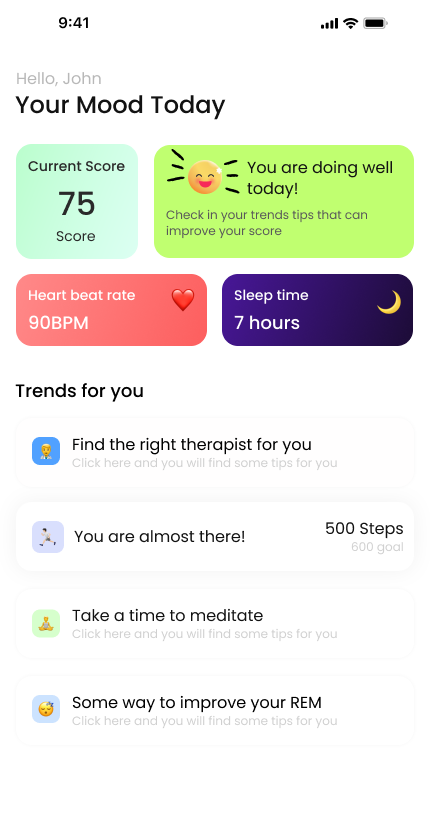 9:41
Hello, John
Your Mood Today
Current Score
75
Score
You are doing well
today!
Check in your trends tips that can
improve your score
Heart beat rate
90BPM
Sleep time
7 hours
Trends for you
Find the right therapist for you
Click here and you will find some tips for you
You are almost there!
500 Steps
600 goal
Take a time to meditate
Click here and you will find some tips for you
Some way to improve your REM
Click here and you will find some tips for you